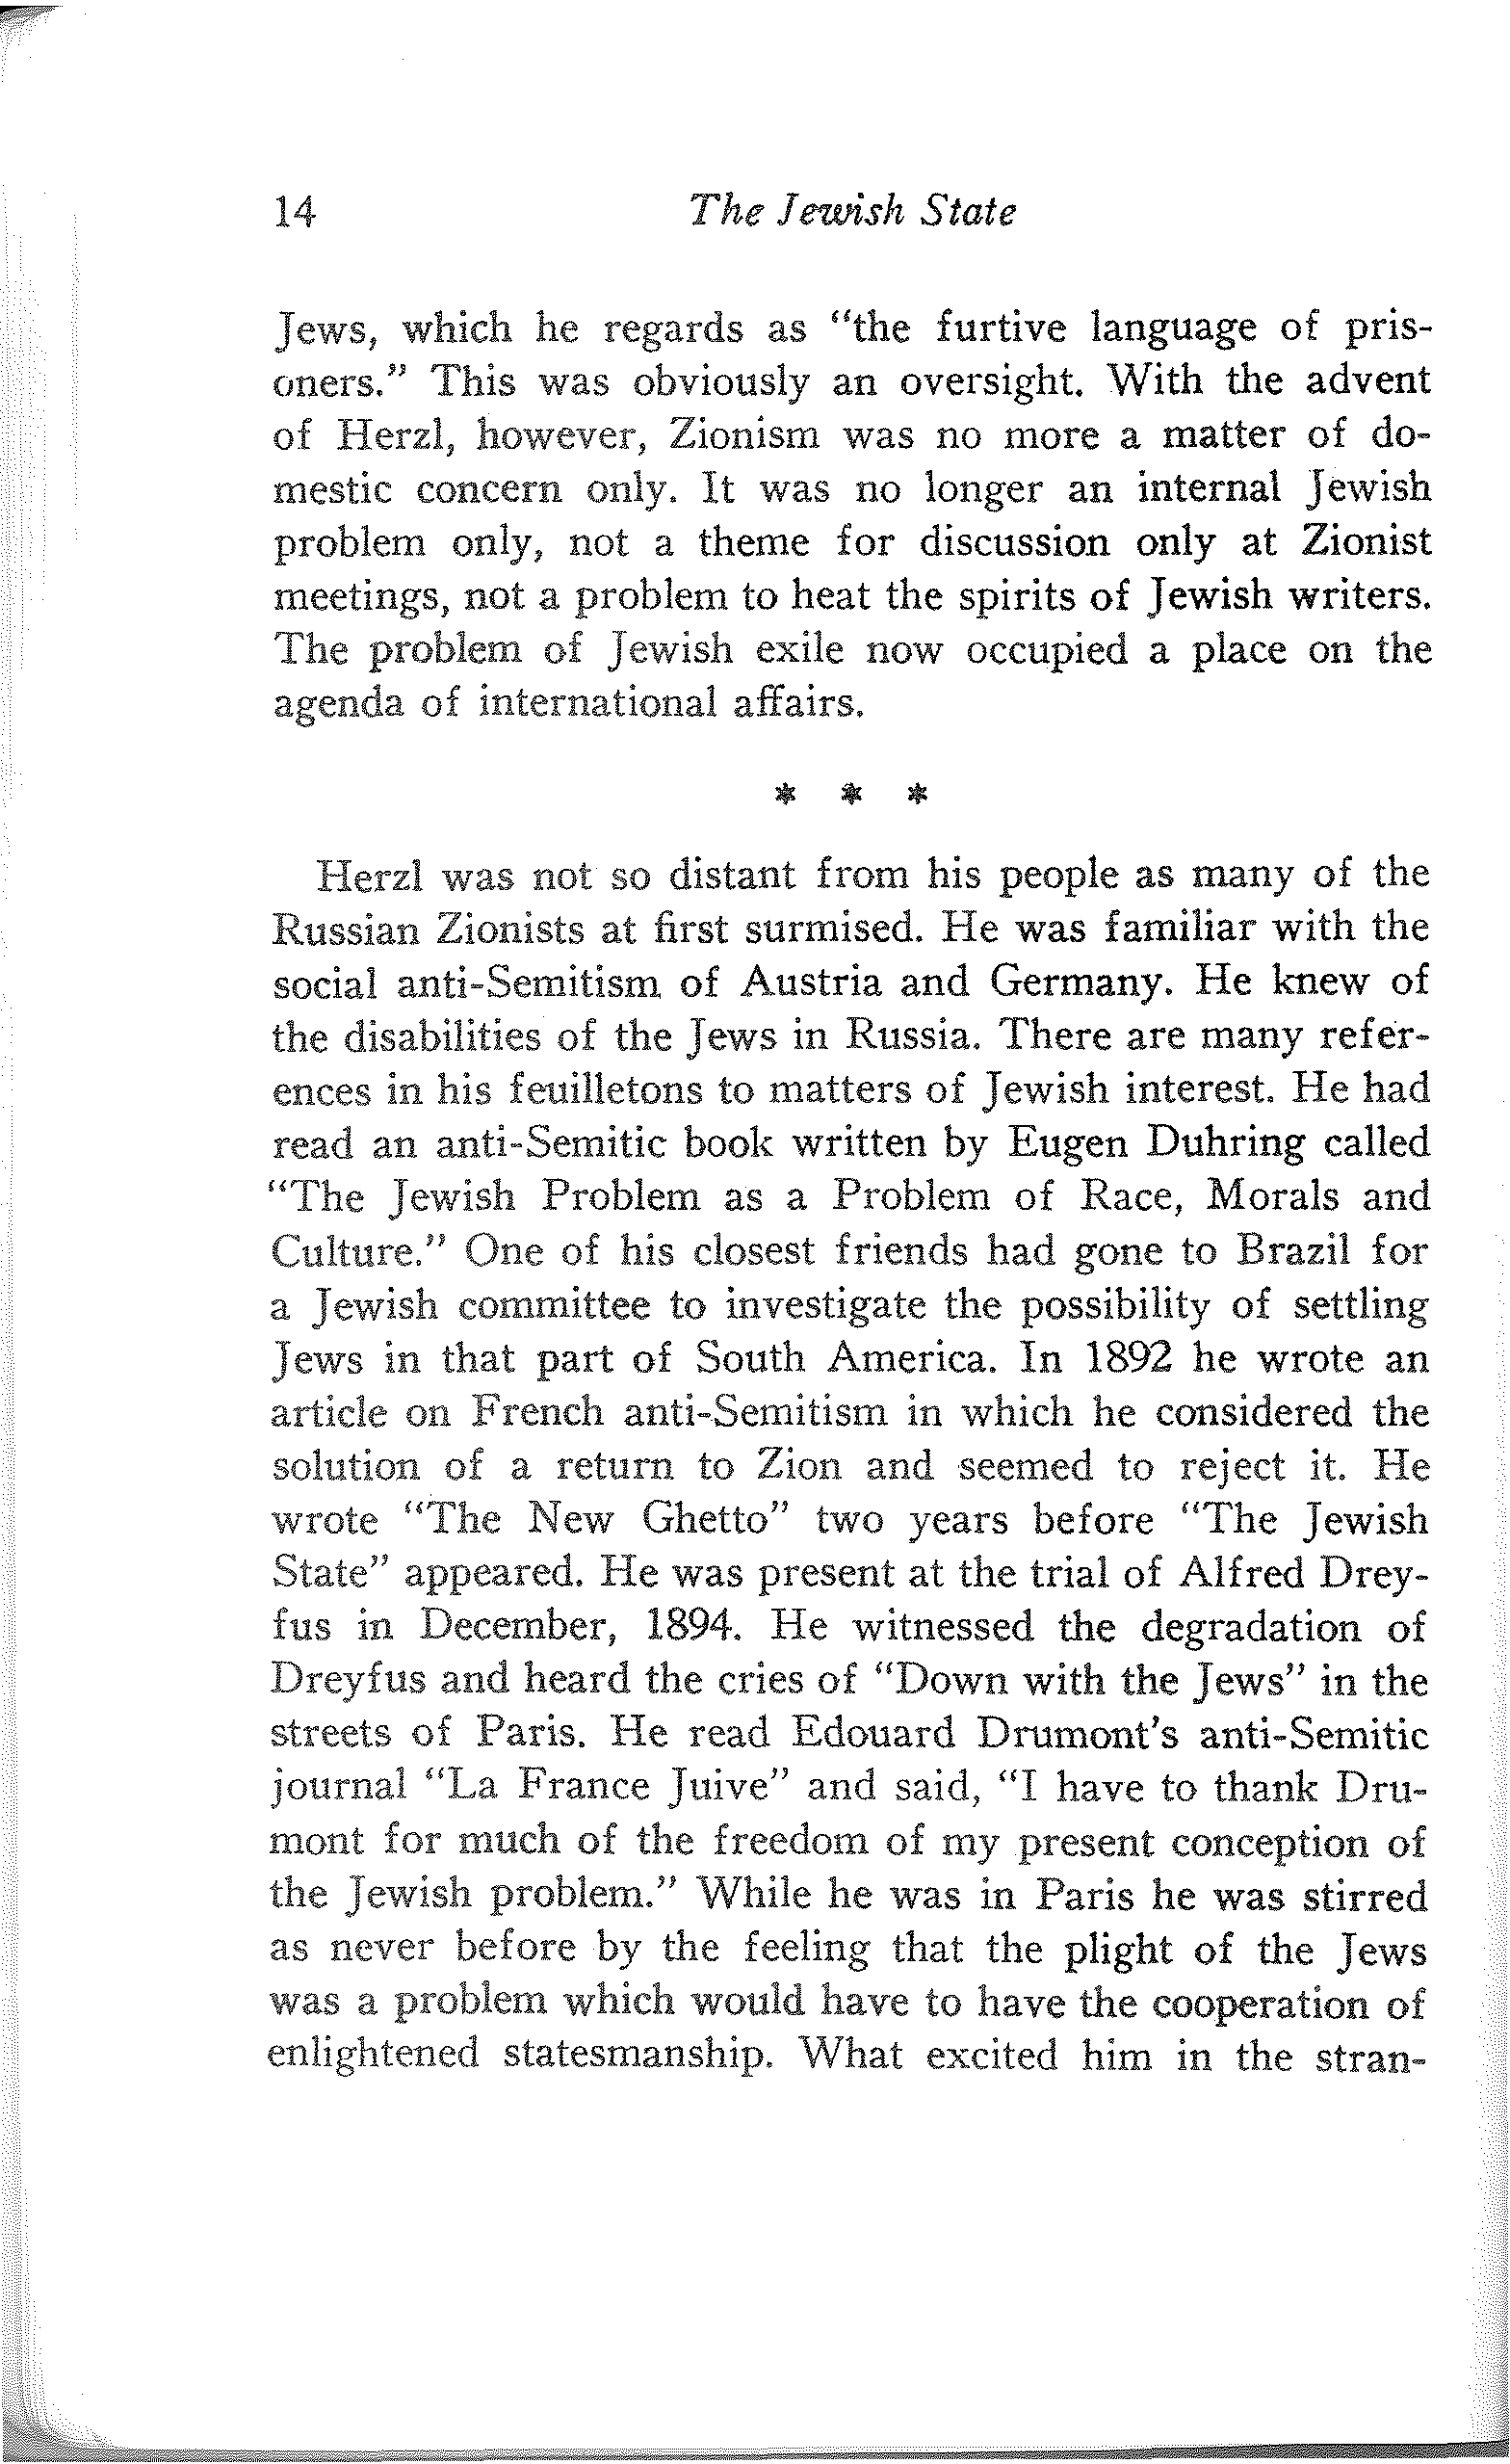 14 The Jewish State
Jews, which he regards as "the furtive language of pris-
oners." This was obviously an oversight. With the advent
of Herzl, however, Zionism was no more a matter of do-
mestic concern only. It was no longer an internal Jewish
problem only, not a theme for discussion only at Zionist
meetings, not a problem to heat the spirits of Jewish writers.
The problem of Jewish exile now occupied a place on the
agenda of international affairs.
* * *
Herzl was not so distant from his people as many of the
Russian Zionists at first surmised. He was familiar with the
social anti-Semitism of Austria and Germany. He knew of
the disabilities of the Jews in Russia. There are many refer-
ences in his feuilletons to matters of Jewish interest. He had
read an anti-Semitic book written by Eugen Duhring called
"The Jewish Problem as a Problem of Race, Morals and
Culture." One of his closest friends had gone to Brazil for
a Jewish committee to investigate the possibility of settling
Jews in that part of South America. In 1892 he wrote an
article on French anti-Semitism in which he considered the
solution of a return to Zion and seemed to reject it. He
wrote "The New Ghetto" two years before "The Jewish
State" appeared. He was present at the trial of Alfred Drey-
fus in December, 1894. He witnessed the degradation of
Dreyfus and heard the cries of "Down with the Jews" in the
streets of Paris. He read Edouard Drumont's anti-Semitic
journal "La France Juive" and said, "I have to thank Dru-
mont for much of the freedom of my present conception of
the Jewish problem." While he was in Paris he was stirred
as never before by the feeling that the plight of the Jews
was a problem which would have to have the cooperation of
enlightened statesmanship. What excited him in the stran-